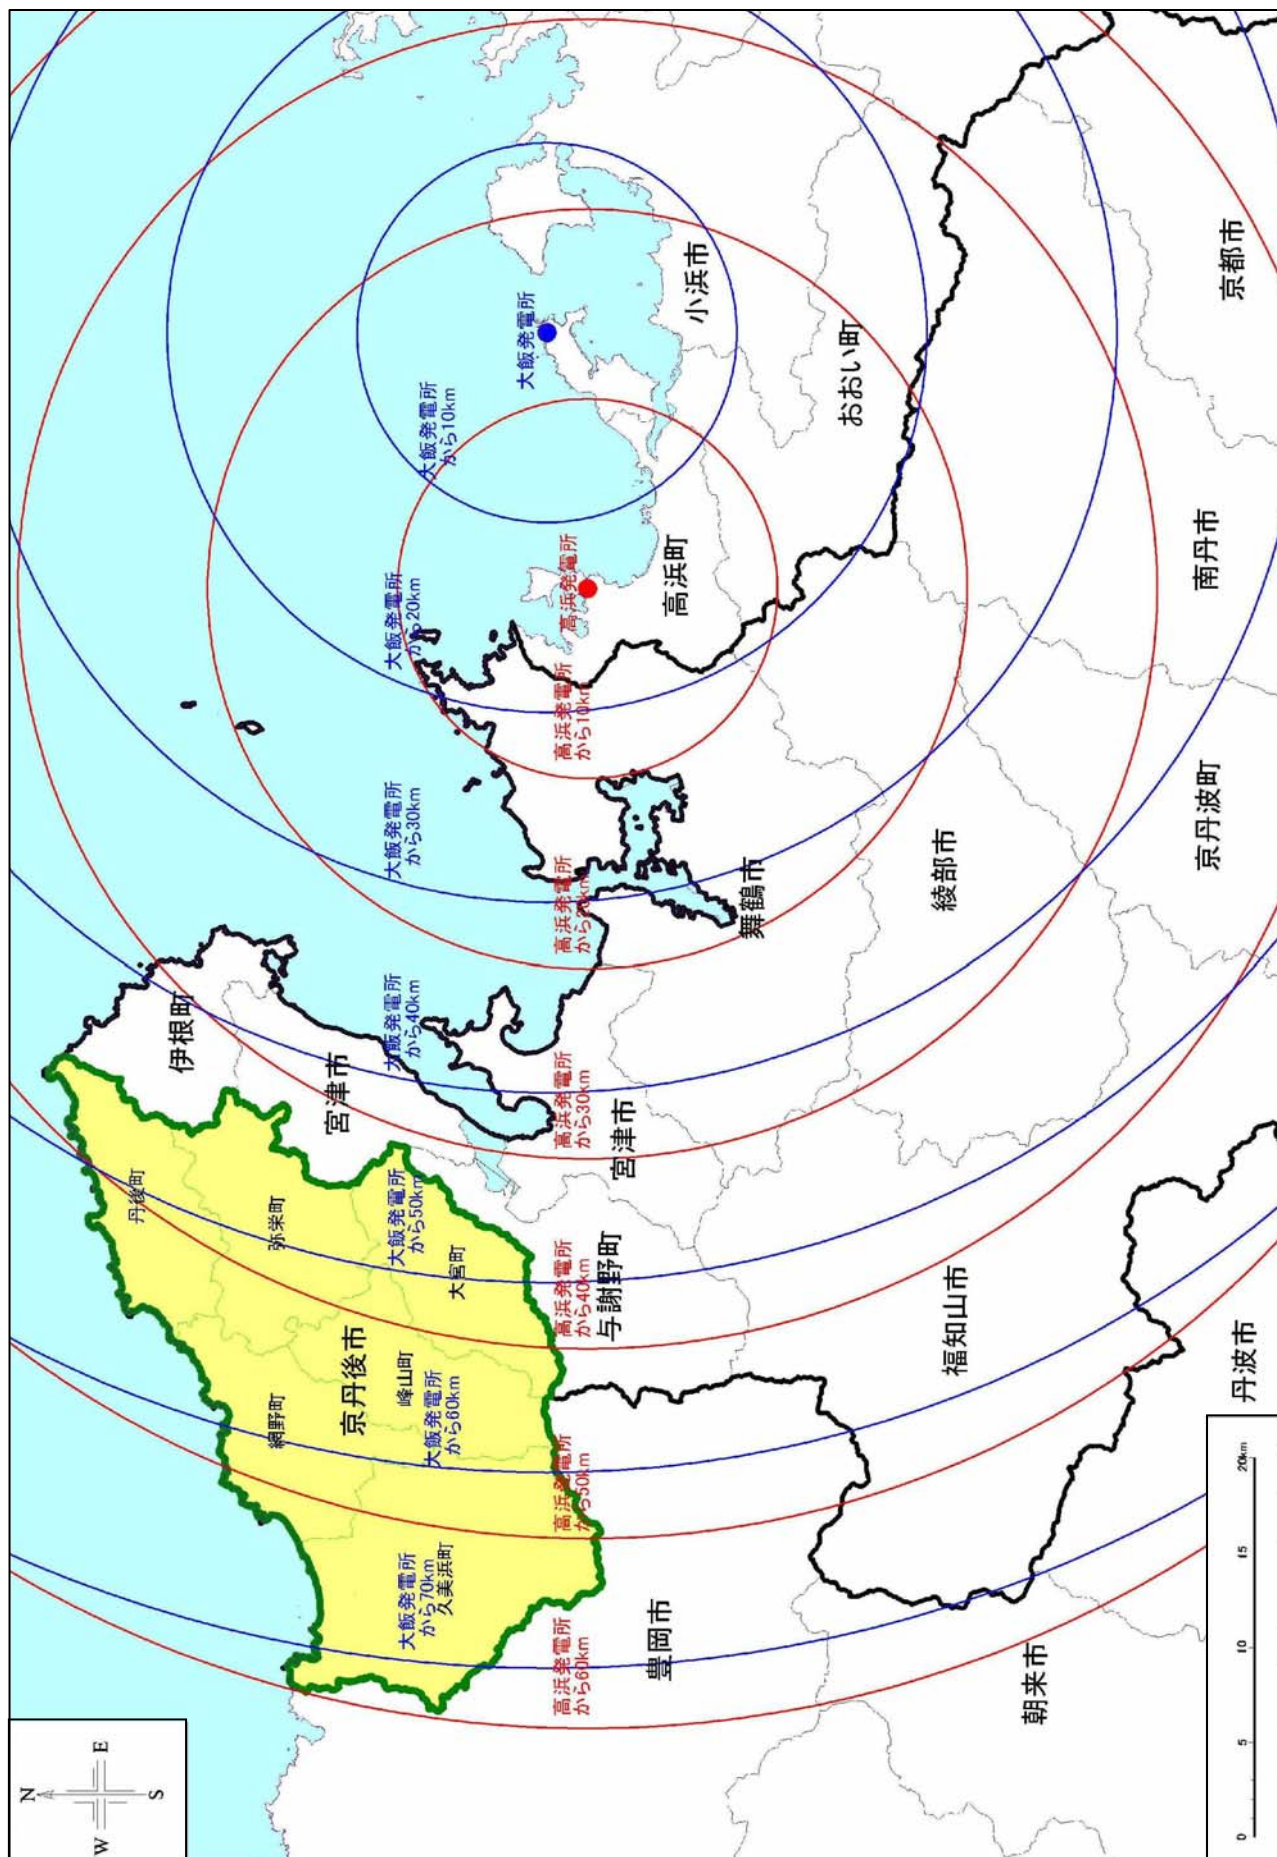 N
W
E
S
伊根町
宮津市
丹後町
弥栄町
網野町
京丹後市
峰山町
大宮町
久美浜町
大飯発電所
から10km
大飯発電所
から20km
大飯発電所
から30km
大飯発電所
から40km
大飯発電所
から50km
大飯発電所
から60km
大飯発電所
から70km
大飯発電所
高浜発電所
高浜発電所
から10km
高浜発電所
から20km
高浜発電所
から30km
高浜発電所
から40km
高浜発電所
から50km
高浜発電所
から60km
小浜市
高浜町
おおい町
舞鶴市
宮津市
与謝野町
豊岡市
綾部市
福知山市
朝来市
京都市
南丹市
京丹波町
丹波市
0
5
10
15
20km